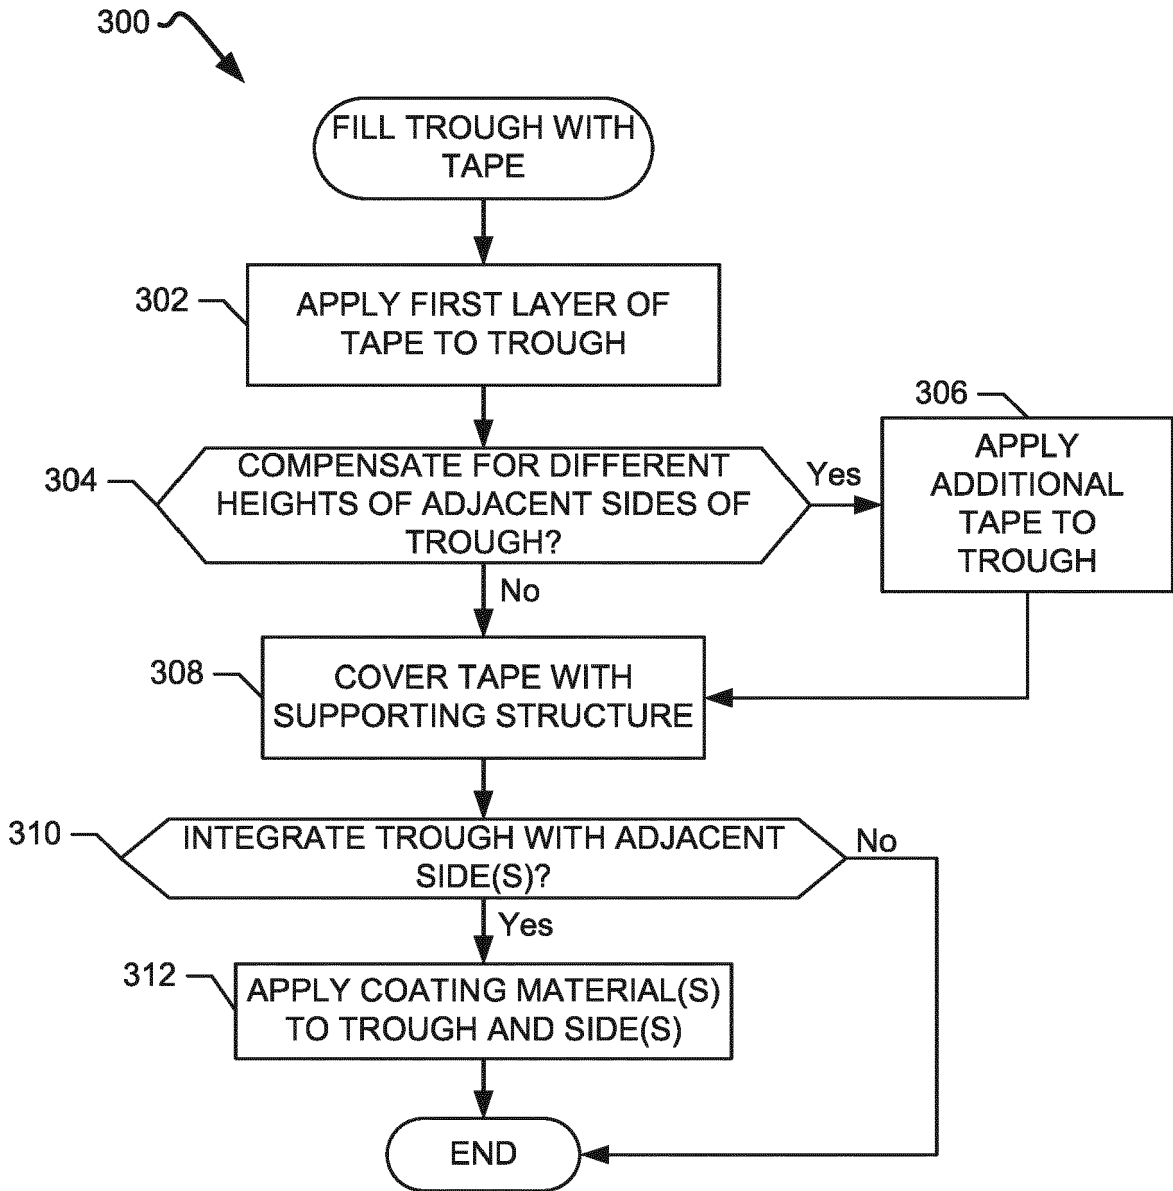 300
FILL TROUGH WITH
TAPE
302
APPLY FIRST LAYER OF
TAPE TO TROUGH
304
COMPENSATE FOR DIFFERENT
HEIGHTS OF ADJACENT SIDES OF
TROUGH?
Yes
306
APPLY
ADDITIONAL
TAPE TO
TROUGH
No
308
COVER TAPE WITH
SUPPORTING STRUCTURE
310
INTEGRATE TROUGH WITH ADJACENT
SIDE(S)?
No
Yes
312
APPLY COATING MATERIAL(S)
TO TROUGH AND SIDE(S)
END